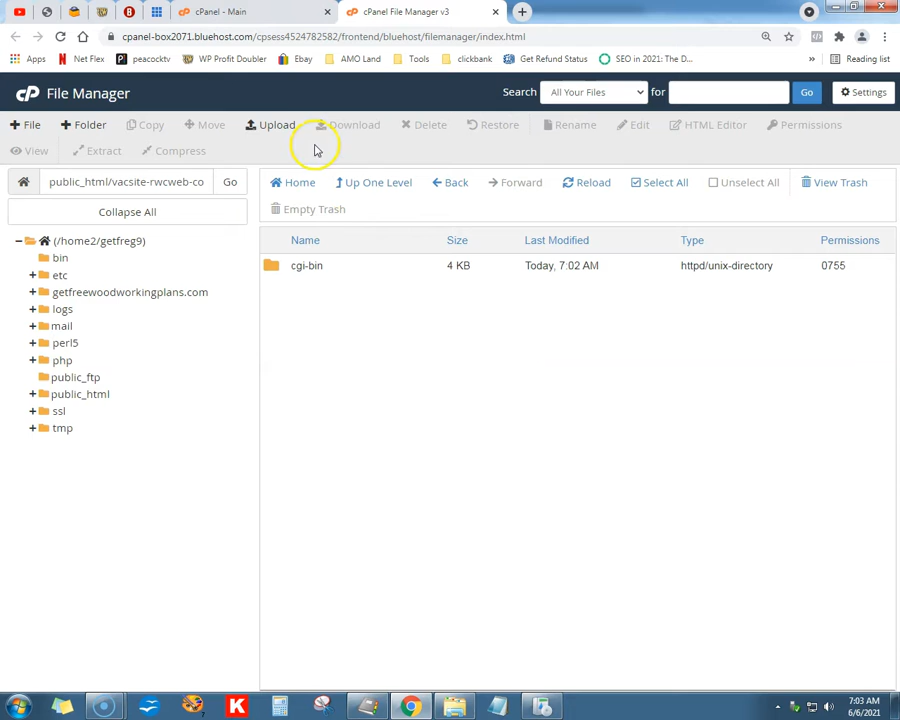 cPanel - Main
cPanel File Manager v3
cpanel-box2071.bluehost.com/cpsess4524782582/frontend/bluehost/filemanager/index.html
Apps
Net Flex
peacocktv
WP Profit Doubler
Ebay
AMO Land
Tools
clickbank
Get Refund Status
SEO in 2021: The D...
»
Reading list
cP File Manager
Search
All Your Files
for
Go
Settings
+ File
+ Folder
Copy
Move
Upload
Download
Delete
Restore
Rename
Edit
HTML Editor
Permissions
View
Extract
Compress
public_html/vacsite-rwcweb-co
Go
Home
Up One Level
Back
Forward
Reload
Select All
Unselect All
View Trash
Collapse All
Empty Trash
Name
Size
Last Modified
Type
Permissions
cgi-bin
4 KB
Today, 7:02 AM
httpd/unix-directory
0755
(/home2/getfreg9)
bin
etc
getfreewoodworkingplans.com
logs
mail
perl5
php
public_ftp
public_html
ssl
tmp
7:03 AM
6/6/2021